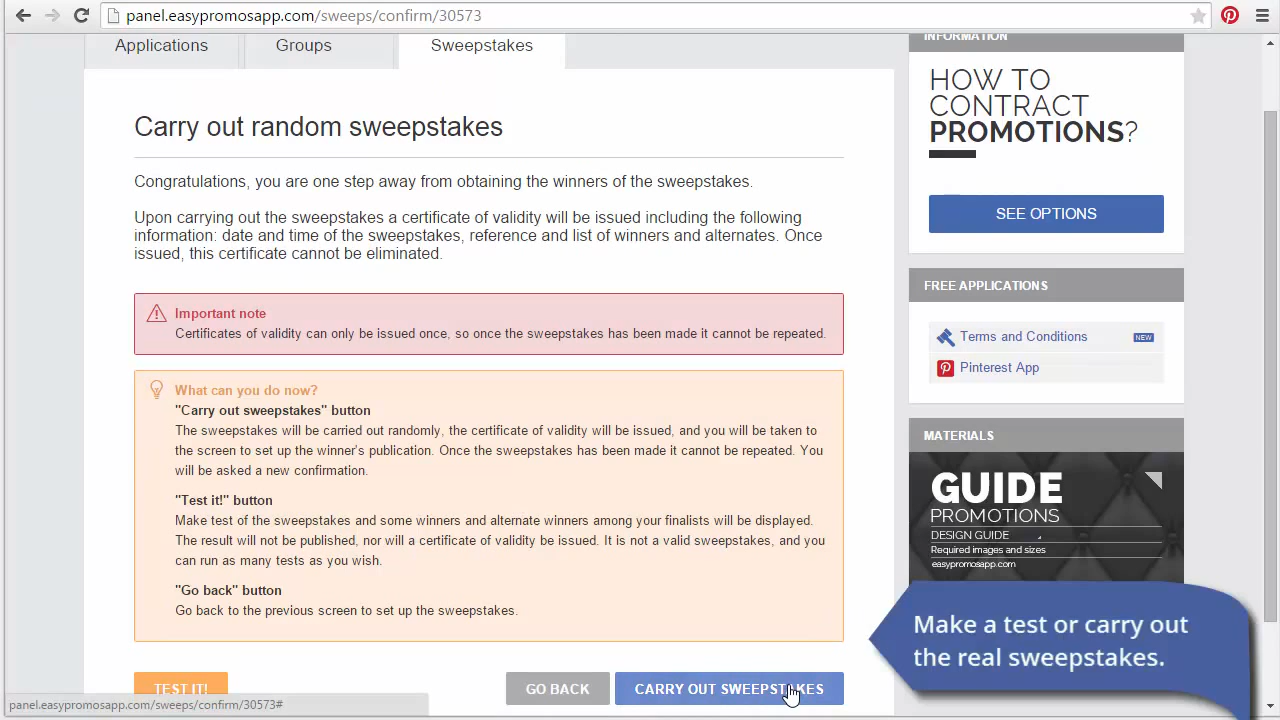 panel.easypromosapp.com/sweeps/confirm/30573
Applications
Groups
Sweepstakes
Carry out random sweepstakes
Congratulations, you are one step away from obtaining the winners of the sweepstakes.
Upon carrying out the sweepstakes a certificate of validity will be issued including the following
information: date and time of the sweepstakes, reference and list of winners and alternates. Once
issued, this certificate cannot be eliminated.
Important note
Certificates of validity can only be issued once, so once the sweepstakes has been made it cannot be repeated.
What can you do now?
"Carry out sweepstakes" button
The sweepstakes will be carried out randomly, the certificate of validity will be issued, and you will be taken to
the screen to set up the winner's publication. Once the sweepstakes has been made it cannot be repeated. You
will be asked a new confirmation.
"Test it!" button
Make test of the sweepstakes and some winners and alternate winners among your finalists will be displayed.
The result will not be published, nor will a certificate of validity be issued. It is not a valid sweepstakes, and you
can run as many tests as you wish.
"Go back" button
Go back to the previous screen to set up the sweepstakes.
TEST IT!
GO BACK
CARRY OUT SWEEPSTAKES
panel.easypromosapp.com/sweeps/confirm/30573#
INFORMATION
HOW TO
CONTRACT
PROMOTIONS?
SEE OPTIONS
FREE APPLICATIONS
Terms and Conditions NEW
Pinterest App
MATERIALS
GUIDE
PROMOTIONS
DESIGN GUIDE
Required images and sizes
easypromosapp.com
Make a test or carry out
the real sweepstakes.